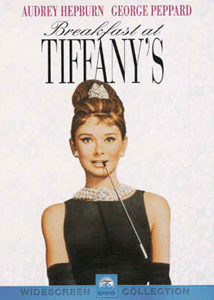 AUDREY HEPBURN GEORGE PEPPARD
Breakfast at
TIFFANY'S
WIDESCREEN COLLECTION